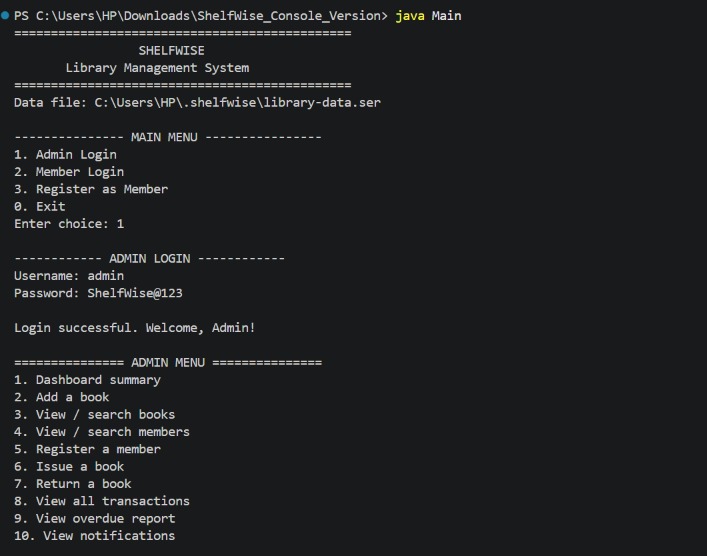 PS C:\Users\HP\Downloads\ShelfWise_Console_Version> java Main
==============================================
SHELFWISE
Library Management System
==============================================
Data file: C:\Users\HP\.shelfwise\library-data.ser
--------------- MAIN MENU ----------------
1. Admin Login
2. Member Login
3. Register as Member
0. Exit
Enter choice: 1
------------ ADMIN LOGIN ------------
Username: admin
Password: ShelfWise@123
Login successful. Welcome, Admin!
=============== ADMIN MENU ===============
1. Dashboard summary
2. Add a book
3. View / search books
4. View / search members
5. Register a member
6. Issue a book
7. Return a book
8. View all transactions
9. View overdue report
10. View notifications